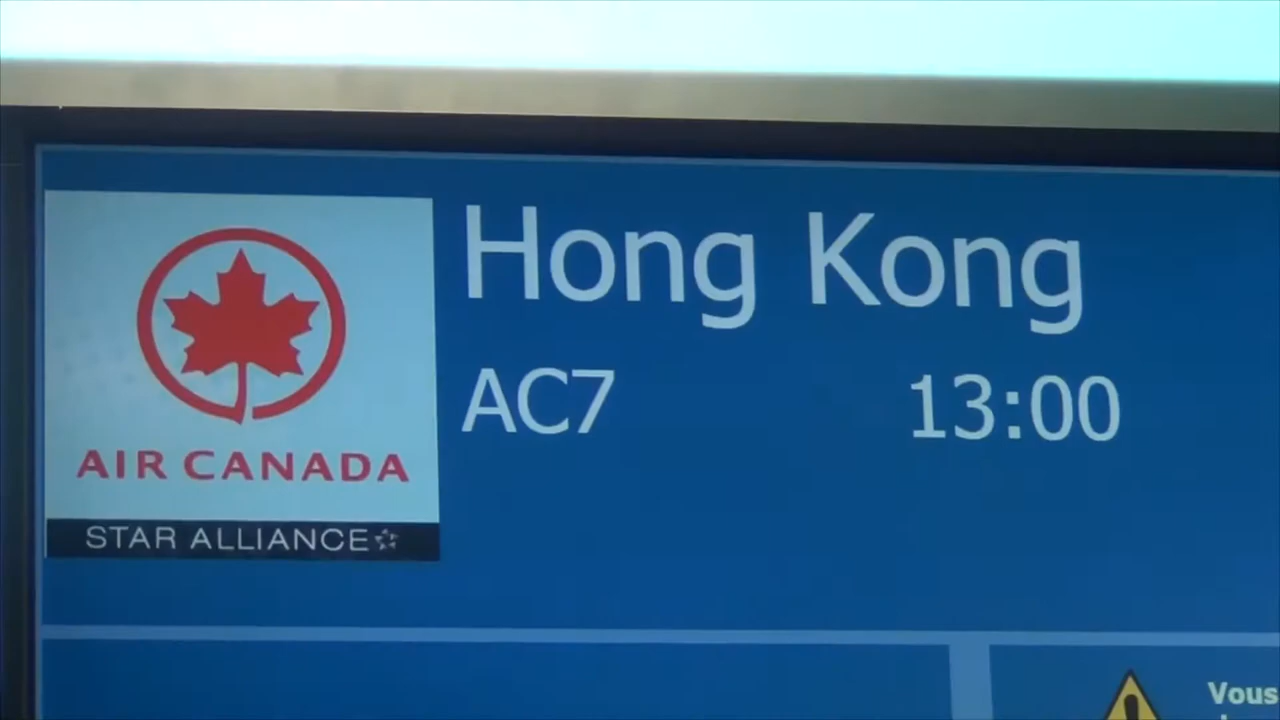 Hong Kong
AC7 13:00
AIR CANADA
STAR ALLIANCE
Vous